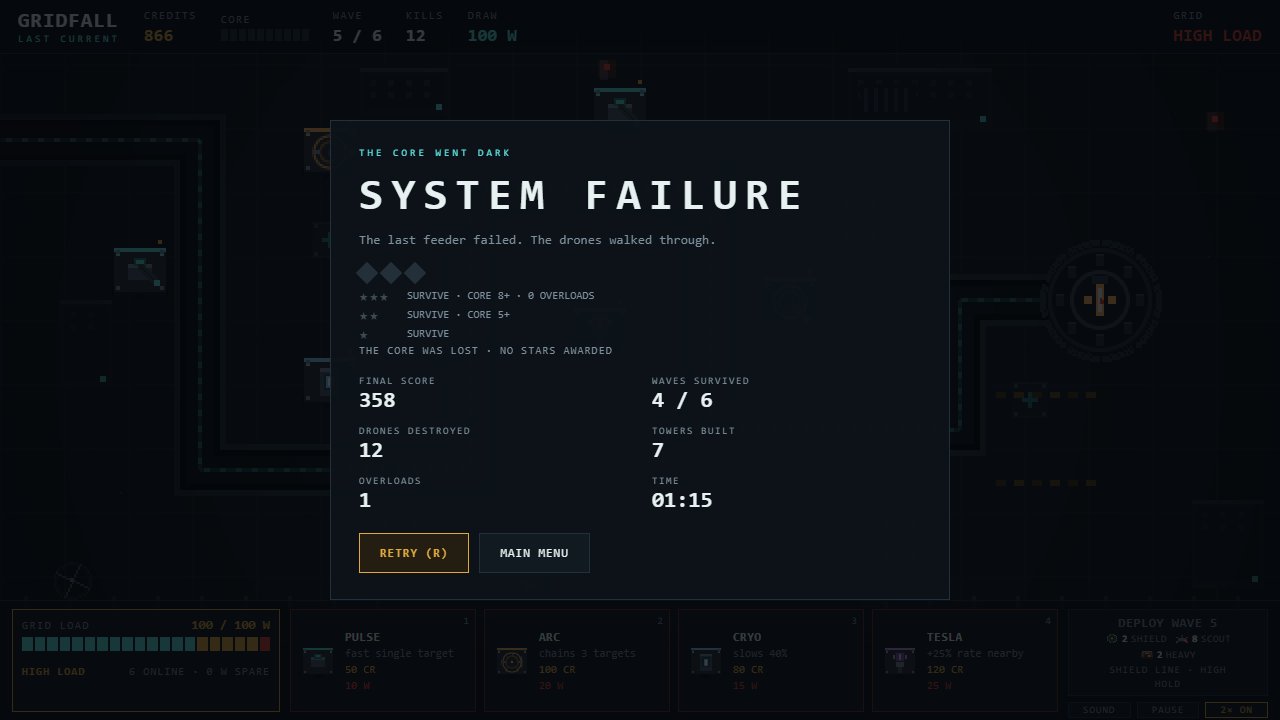 GRIDFALL
LAST CURRENT
CREDITS
866
CORE
WAVE
5 / 6
KILLS
12
DRAW
100 W
GRID
HIGH LOAD
THE CORE WENT DARK
SYSTEM FAILURE
The last feeder failed. The drones walked through.
★★★ SURVIVE · CORE 8+ · 0 OVERLOADS
★★ SURVIVE · CORE 5+
★ SURVIVE
THE CORE WAS LOST · NO STARS AWARDED
FINAL SCORE
358
WAVES SURVIVED
4 / 6
DRONES DESTROYED
12
TOWERS BUILT
7
OVERLOADS
1
TIME
01:15
RETRY (R)
MAIN MENU
GRID LOAD 100 / 100 W
HIGH LOAD 6 ONLINE · 0 W SPARE
1
PULSE
fast single target
50 CR
10 W
2
ARC
chains 3 targets
100 CR
20 W
3
CRYO
slows 40%
80 CR
15 W
4
TESLA
+25% rate nearby
120 CR
25 W
DEPLOY WAVE 5
2 SHIELD 8 SCOUT
2 HEAVY
SHIELD LINE · HIGH
HOLD
SOUND
PAUSE
2× ON